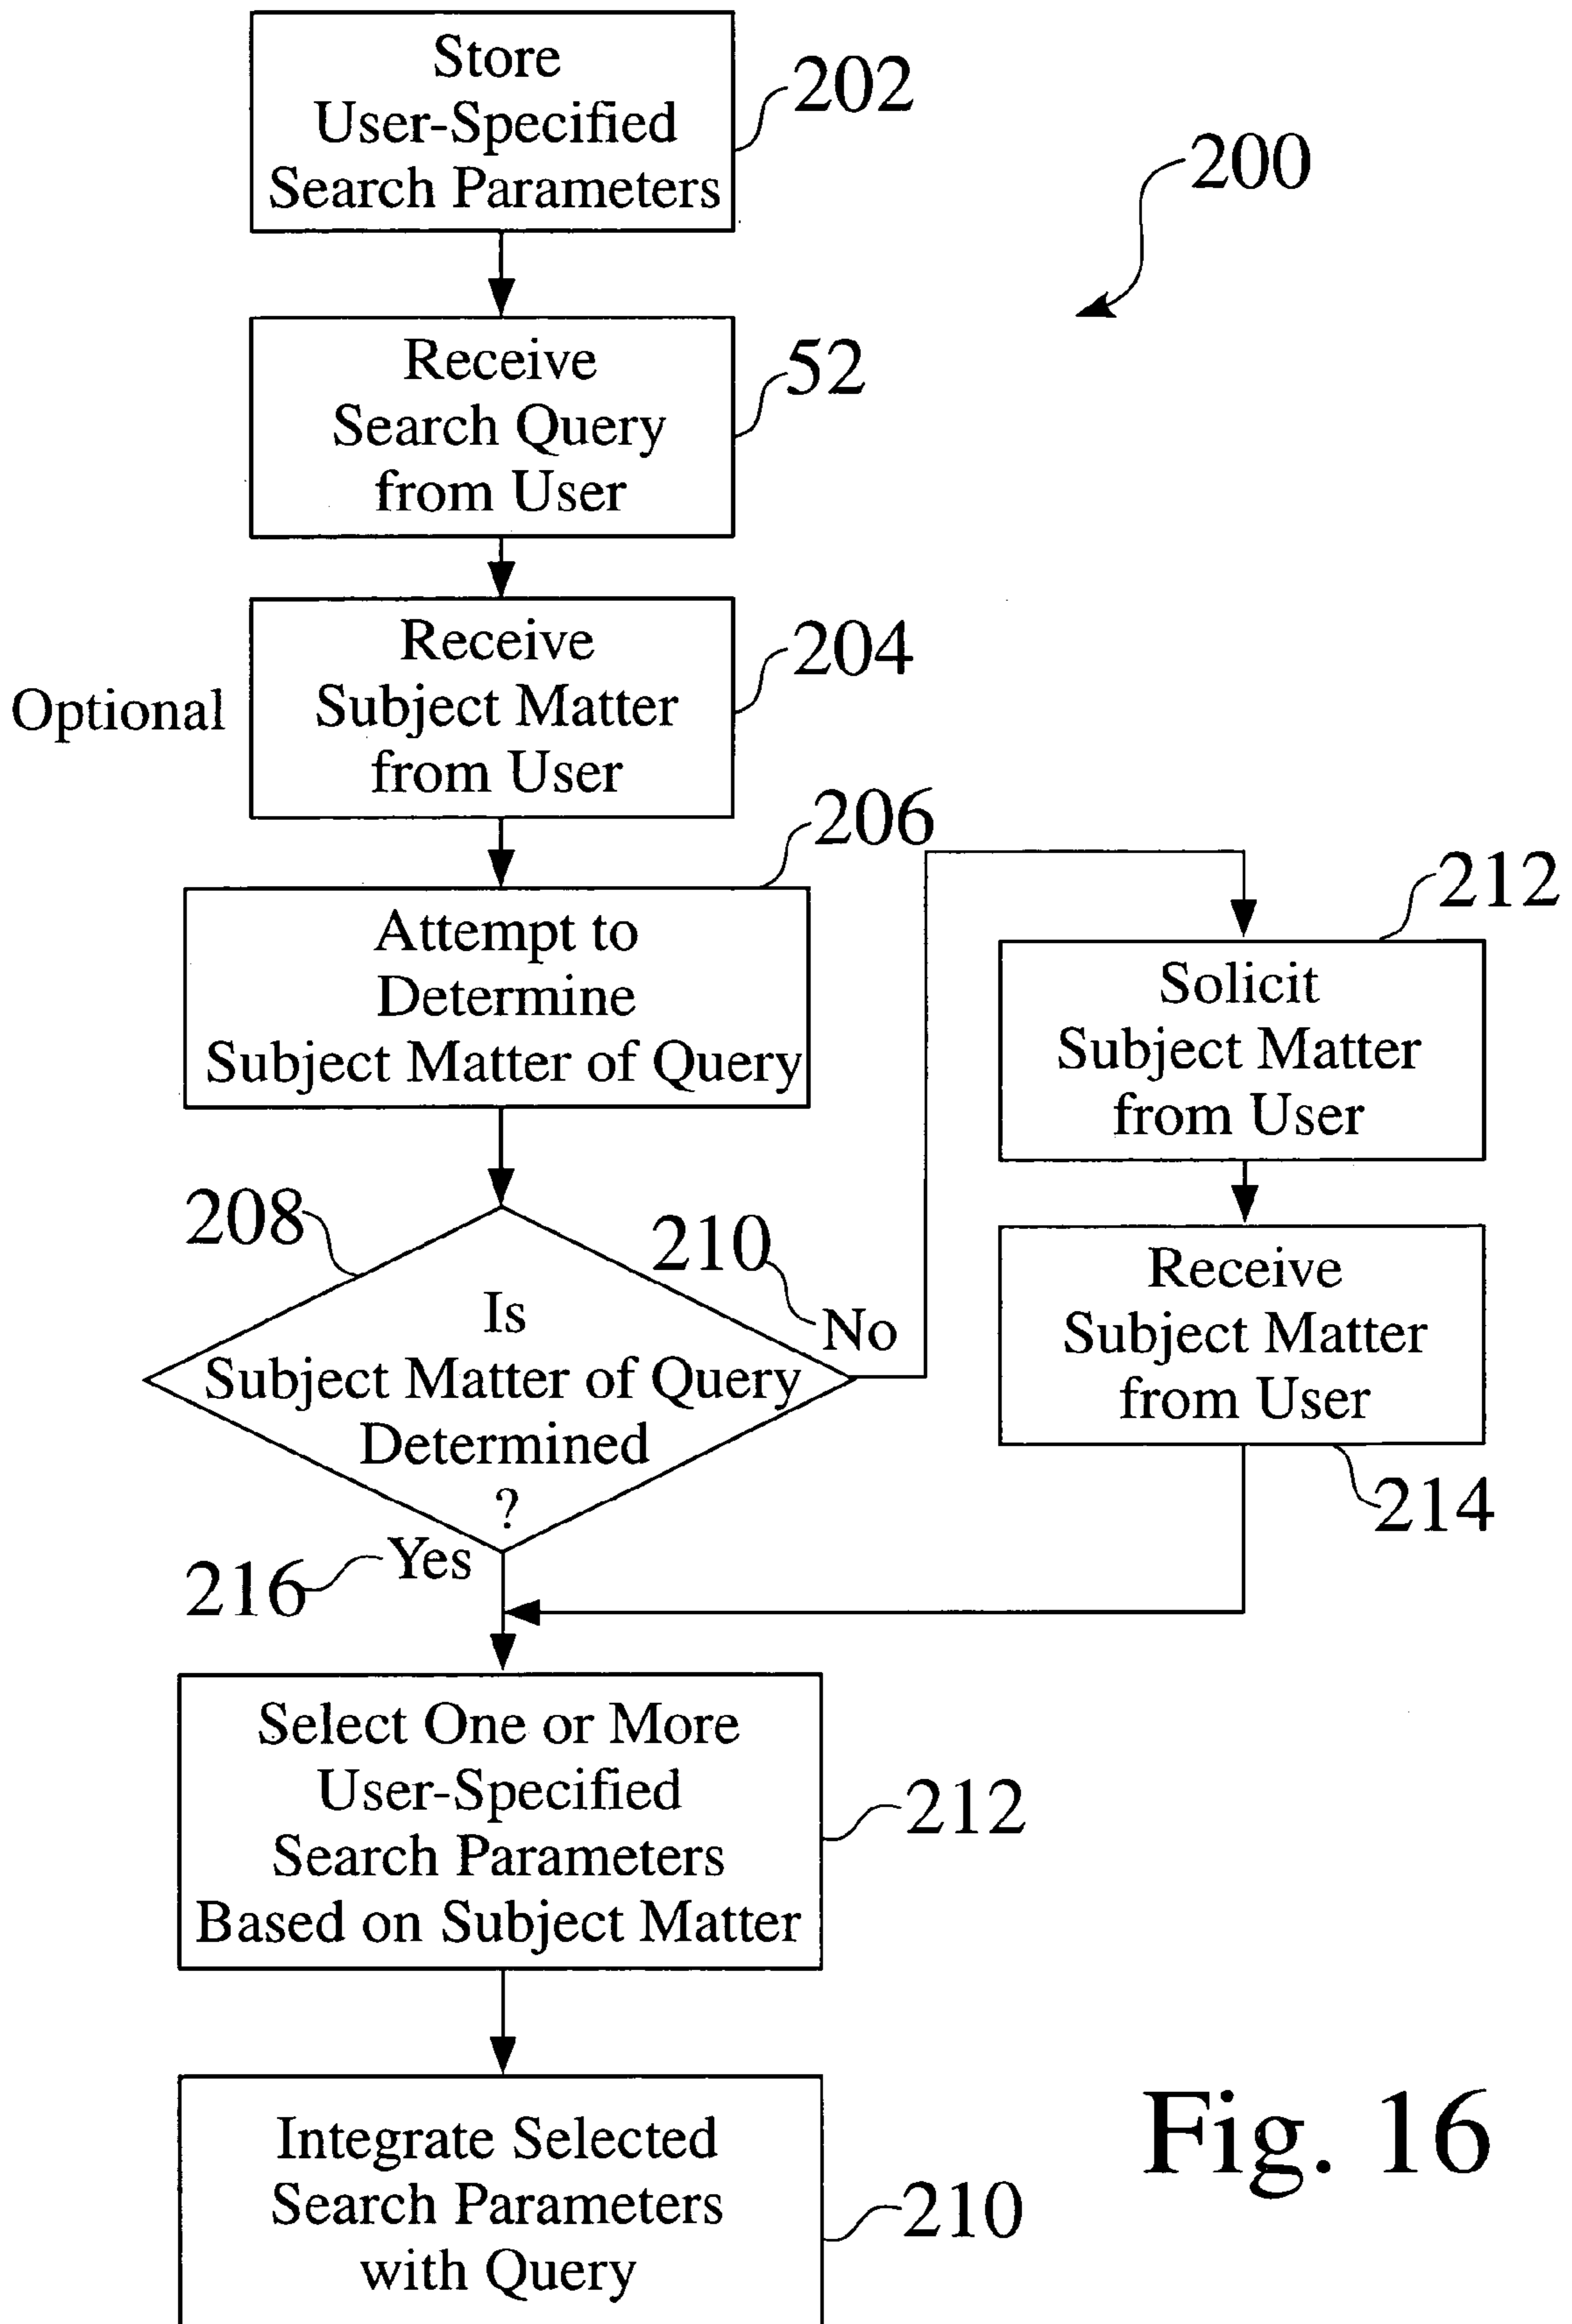 Store
User-Specified
Search Parameters
202
200
Receive
Search Query
from User
52
Optional
Receive
Subject Matter
from User
204
206
Attempt to
Determine
Subject Matter of Query
212
Solicit
Subject Matter
from User
208
210
No
Is
Subject Matter of Query
Determined
?
Receive
Subject Matter
from User
214
Yes
216
Select One or More
User-Specified
Search Parameters
Based on Subject Matter
212
Integrate Selected
Search Parameters
with Query
210
Fig. 16